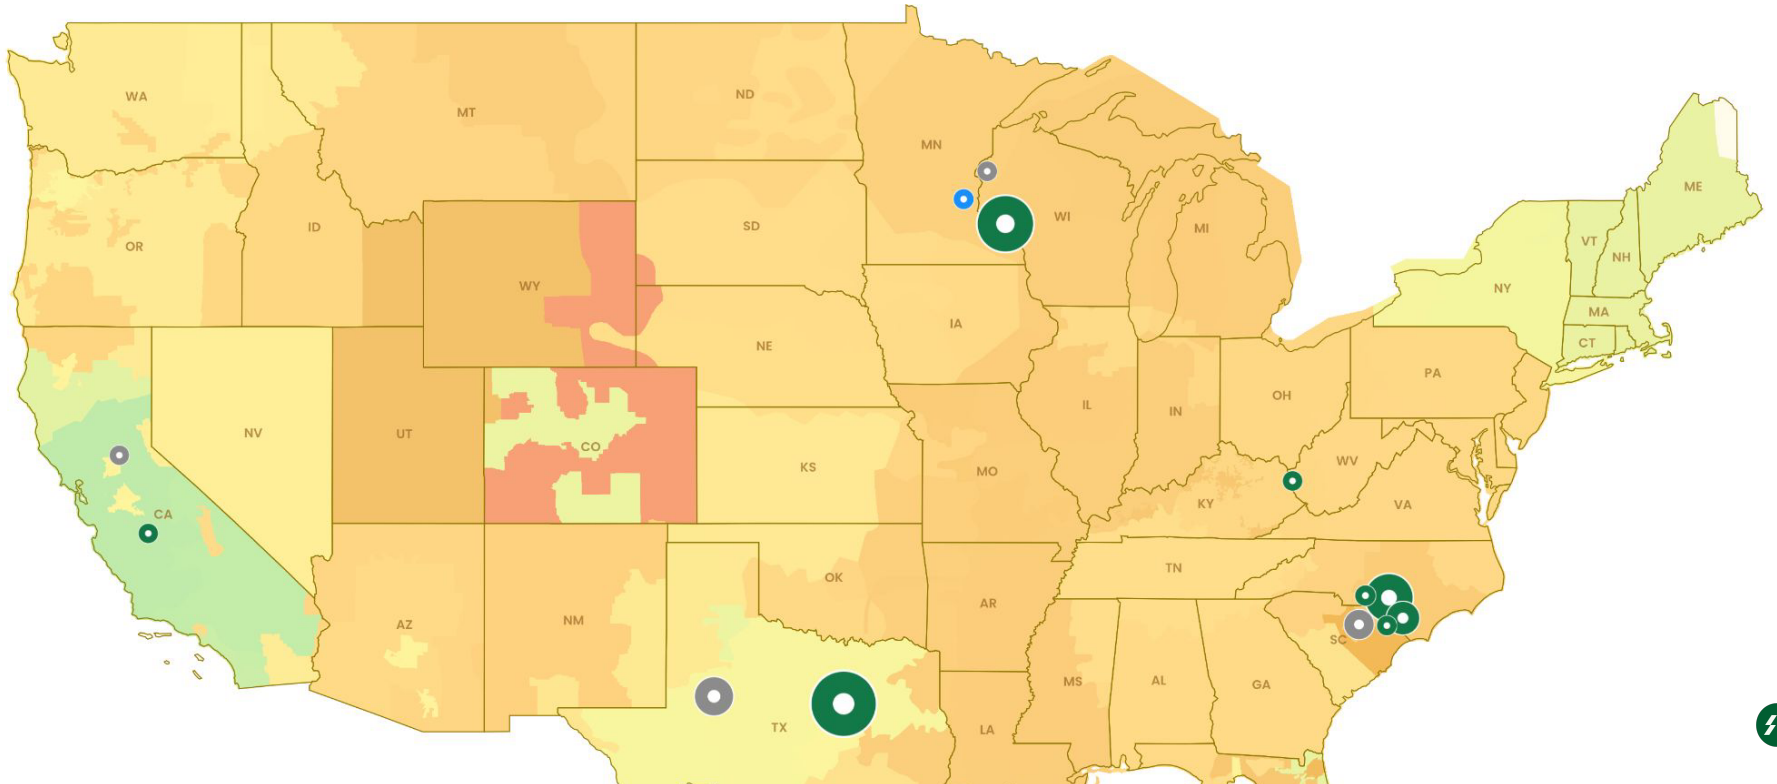 WA
MT
ND
MN
ME
OR
ID
SD
WI
MI
VT
NH
WY
NY
IA
MA
NE
CT
PA
NV
UT
CO
KS
MO
IL
IN
OH
WV
CA
KY
VA
AZ
NM
OK
AR
TN
SC
MS
AL
GA
TX
LA